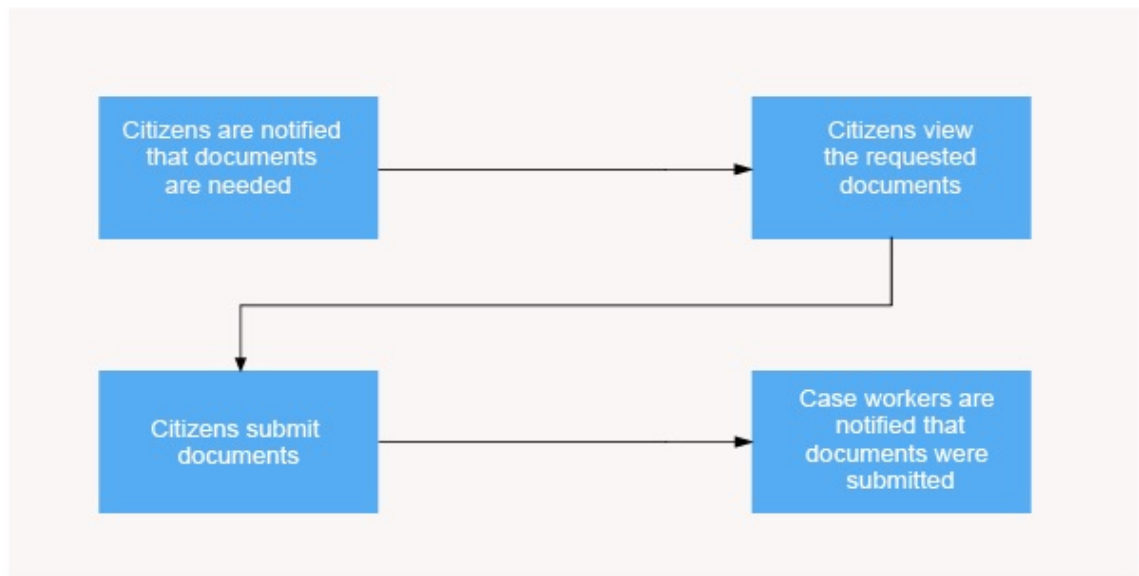 Citizens are notified
that documents
are needed
Citizens view
the requested
documents
Citizens submit
documents
Case workers are
notified that
documents were
submitted